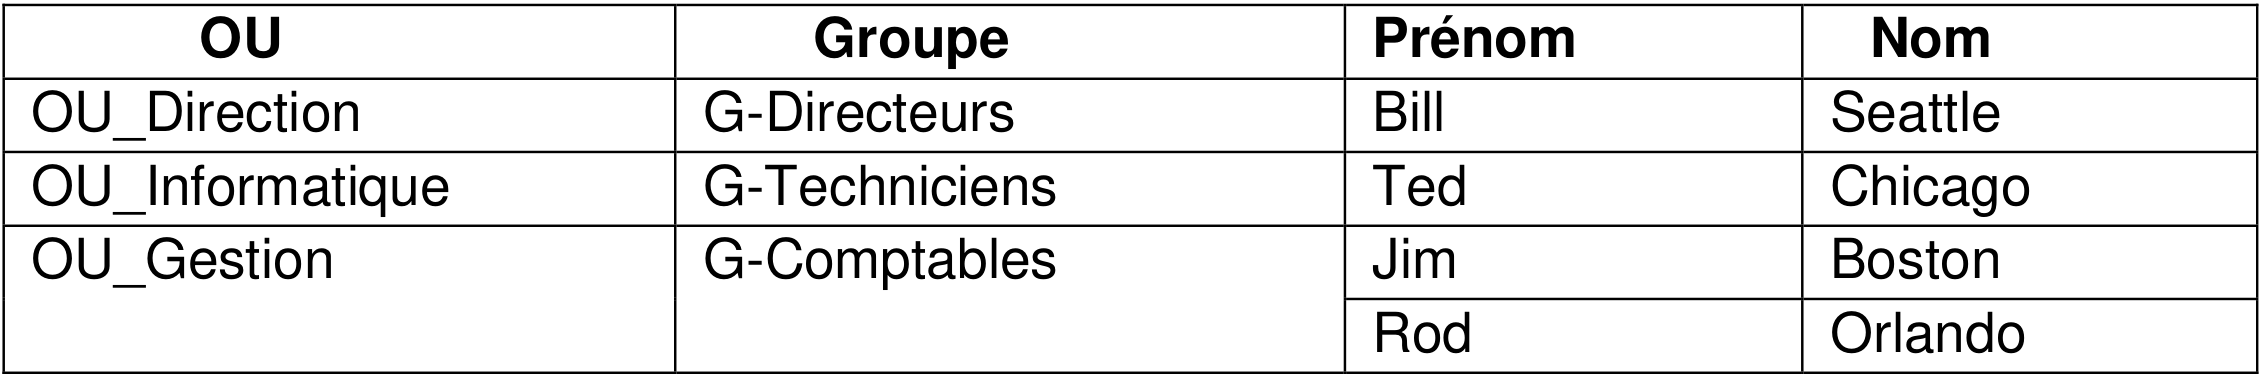 OU Groupe Prénom Nom
OU_Direction G-Directeurs Bill Seattle
OU_Informatique G-Techniciens Ted Chicago
OU_Gestion G-Comptables Jim Boston
Rod Orlando